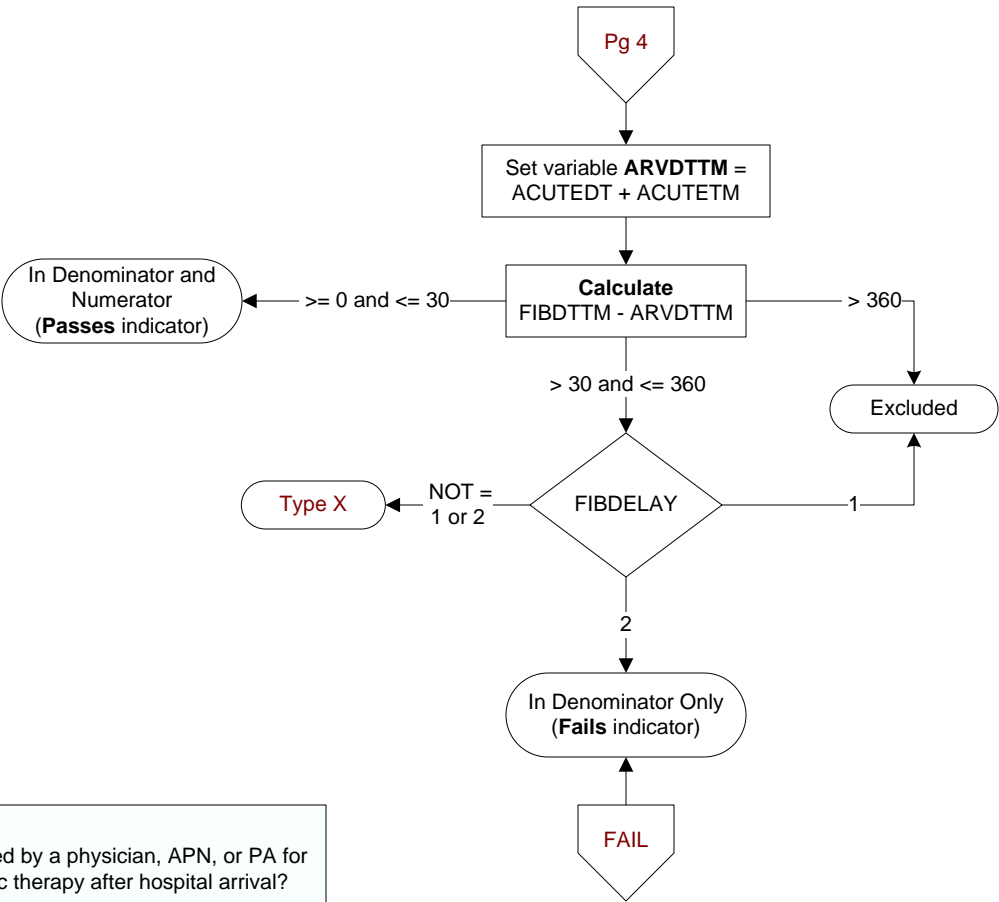 Pg 4
Set variable ARVDTTM =
ACUTEDT + ACUTETM
In Denominator and
Numerator
(Passes indicator)
>= 0 and <= 30
Calculate
FIBDTTM - ARVDTTM
> 360
> 30 and <= 360
Excluded
Type X
NOT =
1 or 2
FIBDELAY
1
2
In Denominator Only
(Fails indicator)
FAIL
by a physician, APN, or PA for
therapy after hospital arrival?